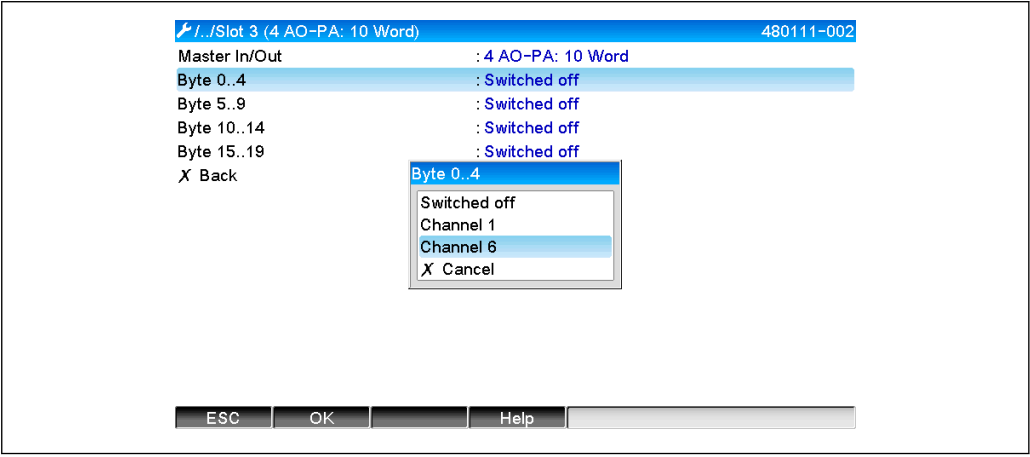 /../Slot 3 (4 AO-PA: 10 Word) 480111-002
Master In/Out : 4 AO-PA: 10 Word
Byte 0..4 : Switched off
Byte 5..9 : Switched off
Byte 10..14 : Switched off
Byte 15..19 : Switched off
X Back
Byte 0..4
Switched off
Channel 1
Channel 6
X Cancel
ESC OK Help